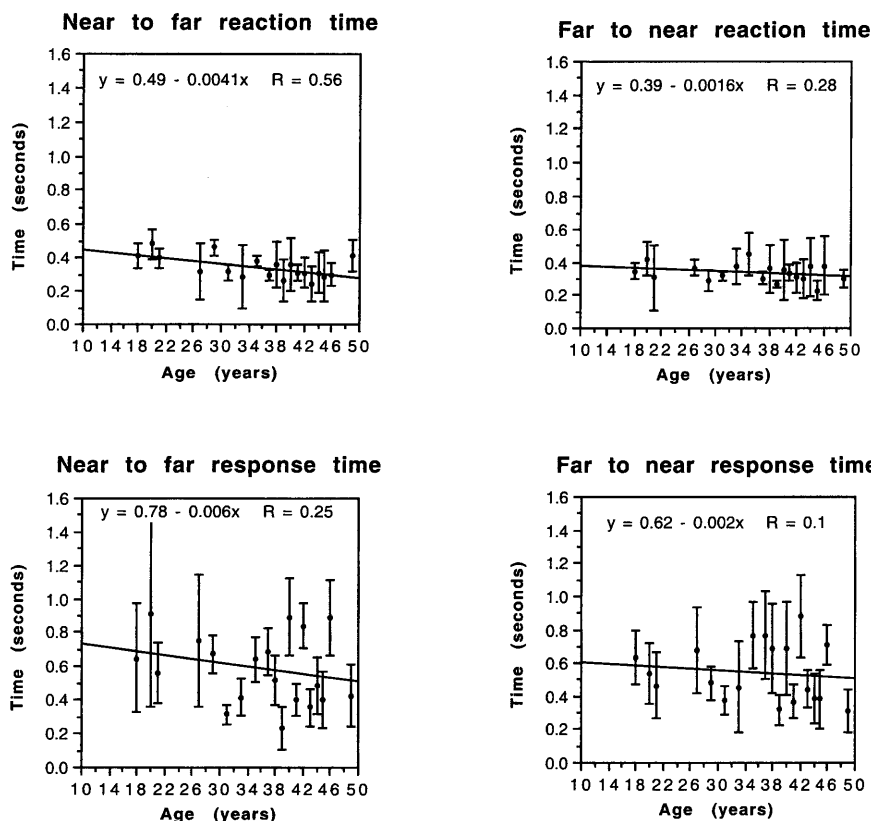 Near to far reaction time
1.6
1.4
1.2
1.0
0.8
0.6
0.4
0.2
0.0
Time (seconds)
y = 0.49 - 0.0041x R = 0.56
10 14 18 22 26 30 34 38 42 46 50
Age (years)
Far to near reaction time
1.6
1.4
1.2
1.0
0.8
0.6
0.4
0.2
0.0
Time (seconds)
y = 0.39 - 0.0016x R = 0.28
10 14 18 22 26 30 34 38 42 46 50
Age (years)
Near to far response time
1.6
1.4
1.2
1.0
0.8
0.6
0.4
0.2
0.0
Time (seconds)
y = 0.78 - 0.006x R = 0.25
10 14 18 22 26 30 34 38 42 46 50
Age (years)
Far to near response time
1.6
1.4
1.2
1.0
0.8
0.6
0.4
0.2
0.0
Time (seconds)
y = 0.62 - 0.002x R = 0.1
10 14 18 22 26 30 34 38 42 46 50
Age (years)